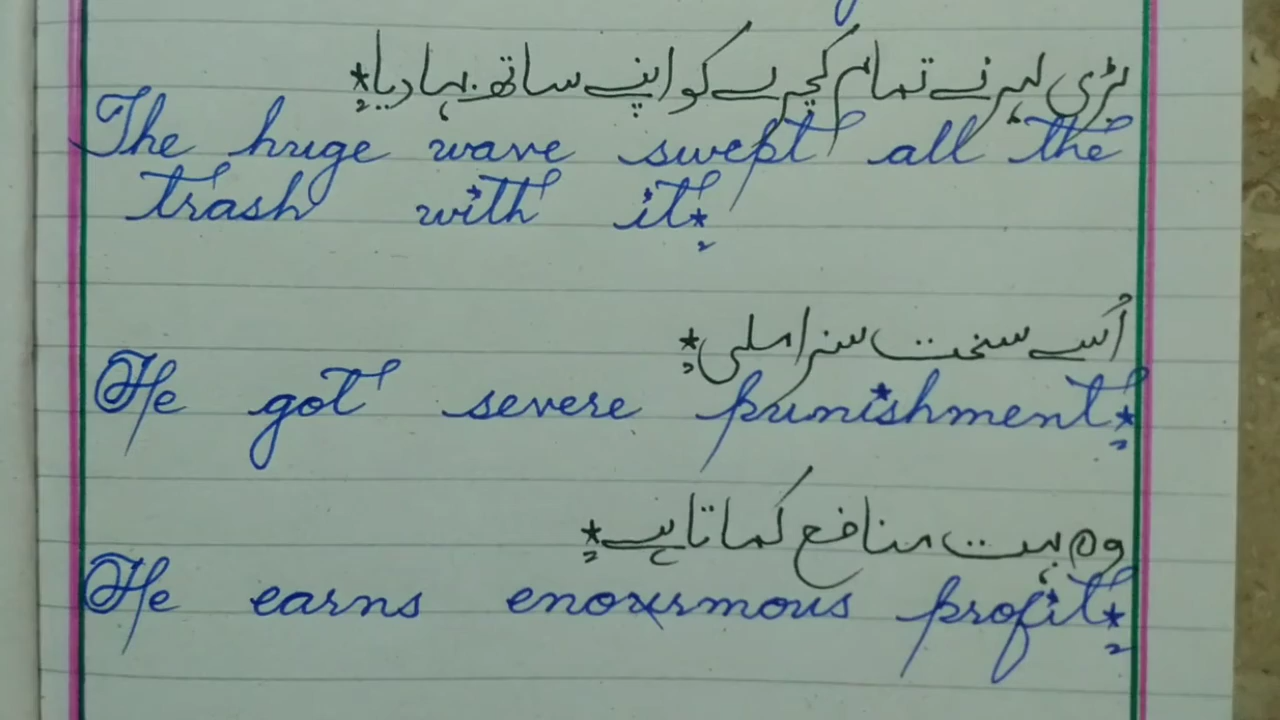 بڑی لہر نے تمام کچرے کو اپنے ساتھ بہا دیا
The huge wave swept all the
trash with it
اُسے سخت سزا ملی
He got severe punishment
وہ بہت منافع کماتا ہے
He earns enormous profit